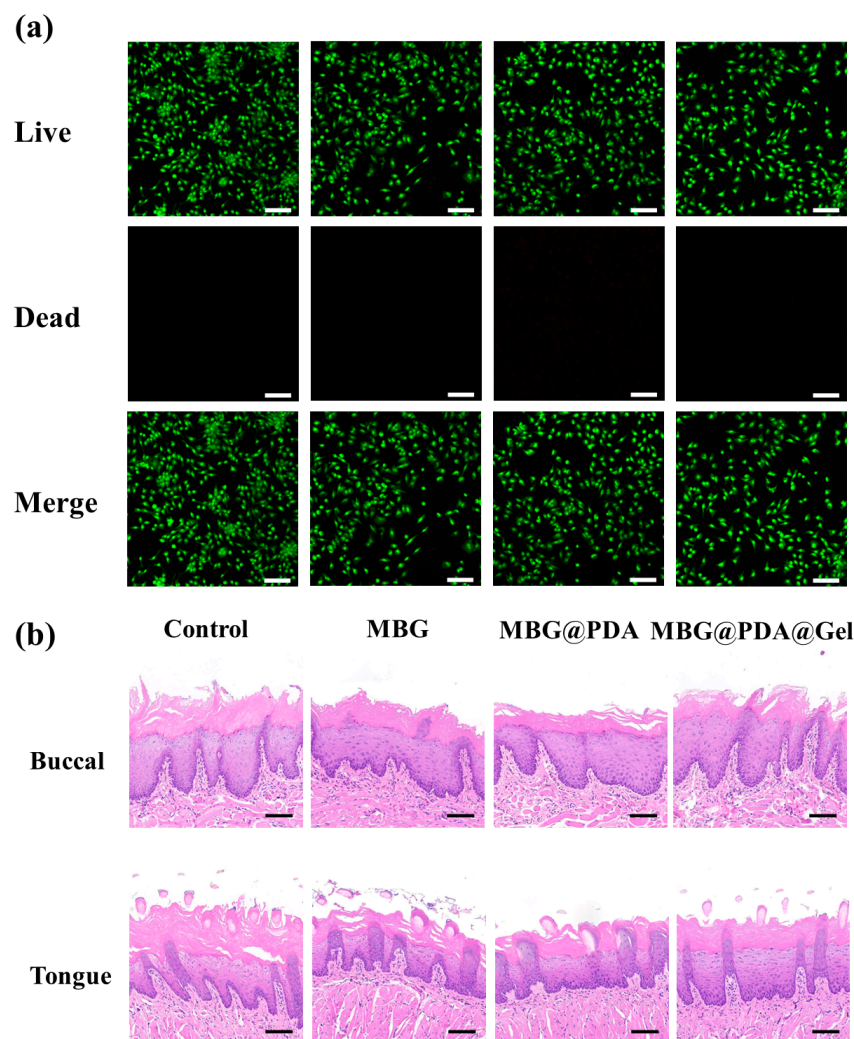 (a)
Live
Dead
Merge
(b)
Control MBG MBG@PDA MBG@PDA@Gel
Buccal
Tongue